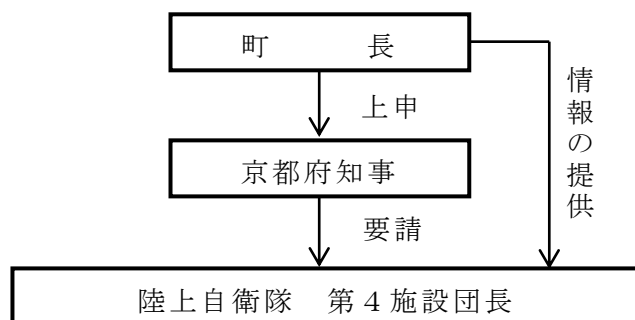 町　　　長
上申
情報の提供
京都府知事
要請
陸上自衛隊　第４施設団長